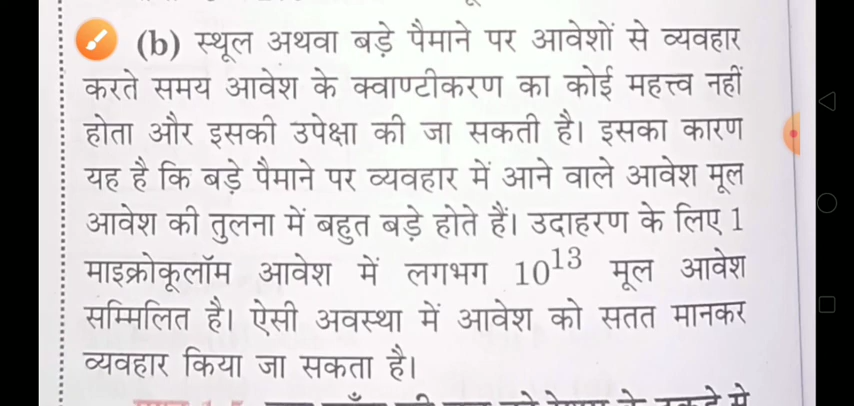 (b) स्थूल अथवा बड़े पैमाने पर आवेशों से व्यवहार
करते समय आवेश के क्वाण्टीकरण का कोई महत्त्व नहीं
होता और इसकी उपेक्षा की जा सकती है। इसका कारण
यह है कि बड़े पैमाने पर व्यवहार में आने वाले आवेश मूल
आवेश की तुलना में बहुत बड़े होते हैं। उदाहरण के लिए 1
माइक्रोकूलॉम आवेश में लगभग 10¹³ मूल आवेश
सम्मिलित है। ऐसी अवस्था में आवेश को सतत मानकर
व्यवहार किया जा सकता है।